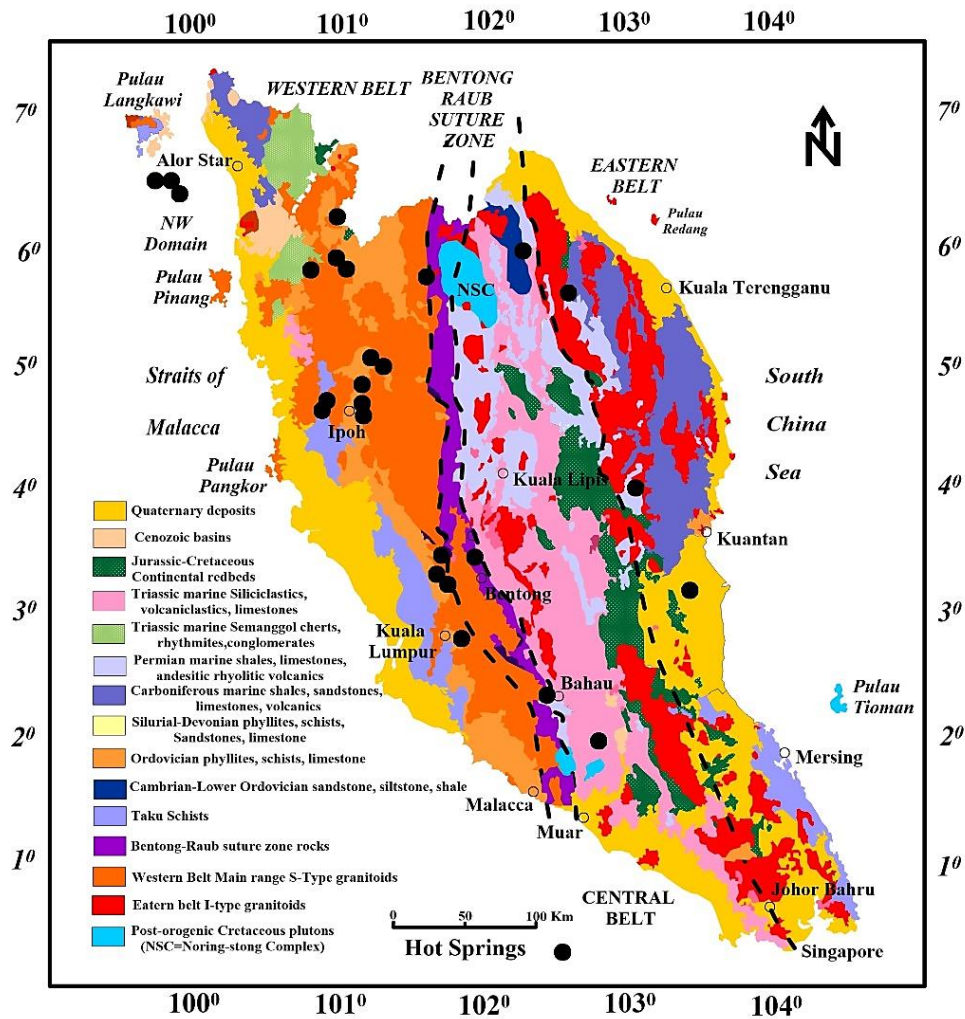 100⁰ 101⁰ 102⁰ 103⁰ 104⁰
Pulau
Langkawi
WESTERN BELT
BENTONG
RAUB
SUTURE
ZONE
7⁰
7⁰
N
Alor Star
EASTERN
BELT
NW
Domain
Pulau
Redang
6⁰
6⁰
Pulau
Pinang
NSC
Kuala Terengganu
5⁰
5⁰
Straits of
Malacca
South
China
Sea
Ipoh
Pulau
Pangkor
Kuala Lipis
4⁰
4⁰
Kuantan
Quaternary deposits
Cenozoic basins
Jurassic-Cretaceous
Continental redbeds
Triassic marine Siliciclastics,
volcaniclastics, limestones
Triassic marine Semanggol cherts,
rhythmites,conglomerates
Permian marine shales, limestones,
andesitic rhyolitic volcanics
Carboniferous marine shales, sandstones,
limestones, volcanics
Silurial-Devonian phyllites, schists,
Sandstones, limestone
Ordovician phyllites, schists, limestone
Cambrian-Lower Ordovician sandstone, siltstone, shale
Taku Schists
Bentong-Raub suture zone rocks
Western Belt Main range S-Type granitoids
Eatern belt I-type granitoids
Post-orogenic Cretaceous plutons
(NSC=Noring-stong Complex)
Bentong
3⁰
3⁰
Kuala
Lumpur
Bahau
Pulau
Tioman
2⁰
2⁰
Mersing
Malacca
Muar
1⁰
1⁰
CENTRAL
BELT
Johor Bahru
0 50 100 Km
Hot Springs
Singapore
100⁰ 101⁰ 102⁰ 103⁰ 104⁰